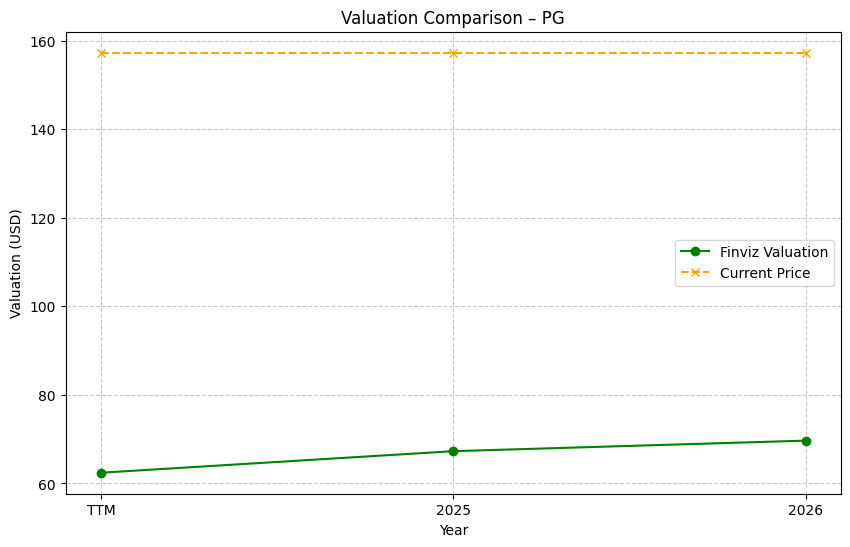 Valuation Comparison – PG
Valuation (USD)
160
140
120
100
80
60
Finviz Valuation
Current Price
TTM
2025
2026
Year